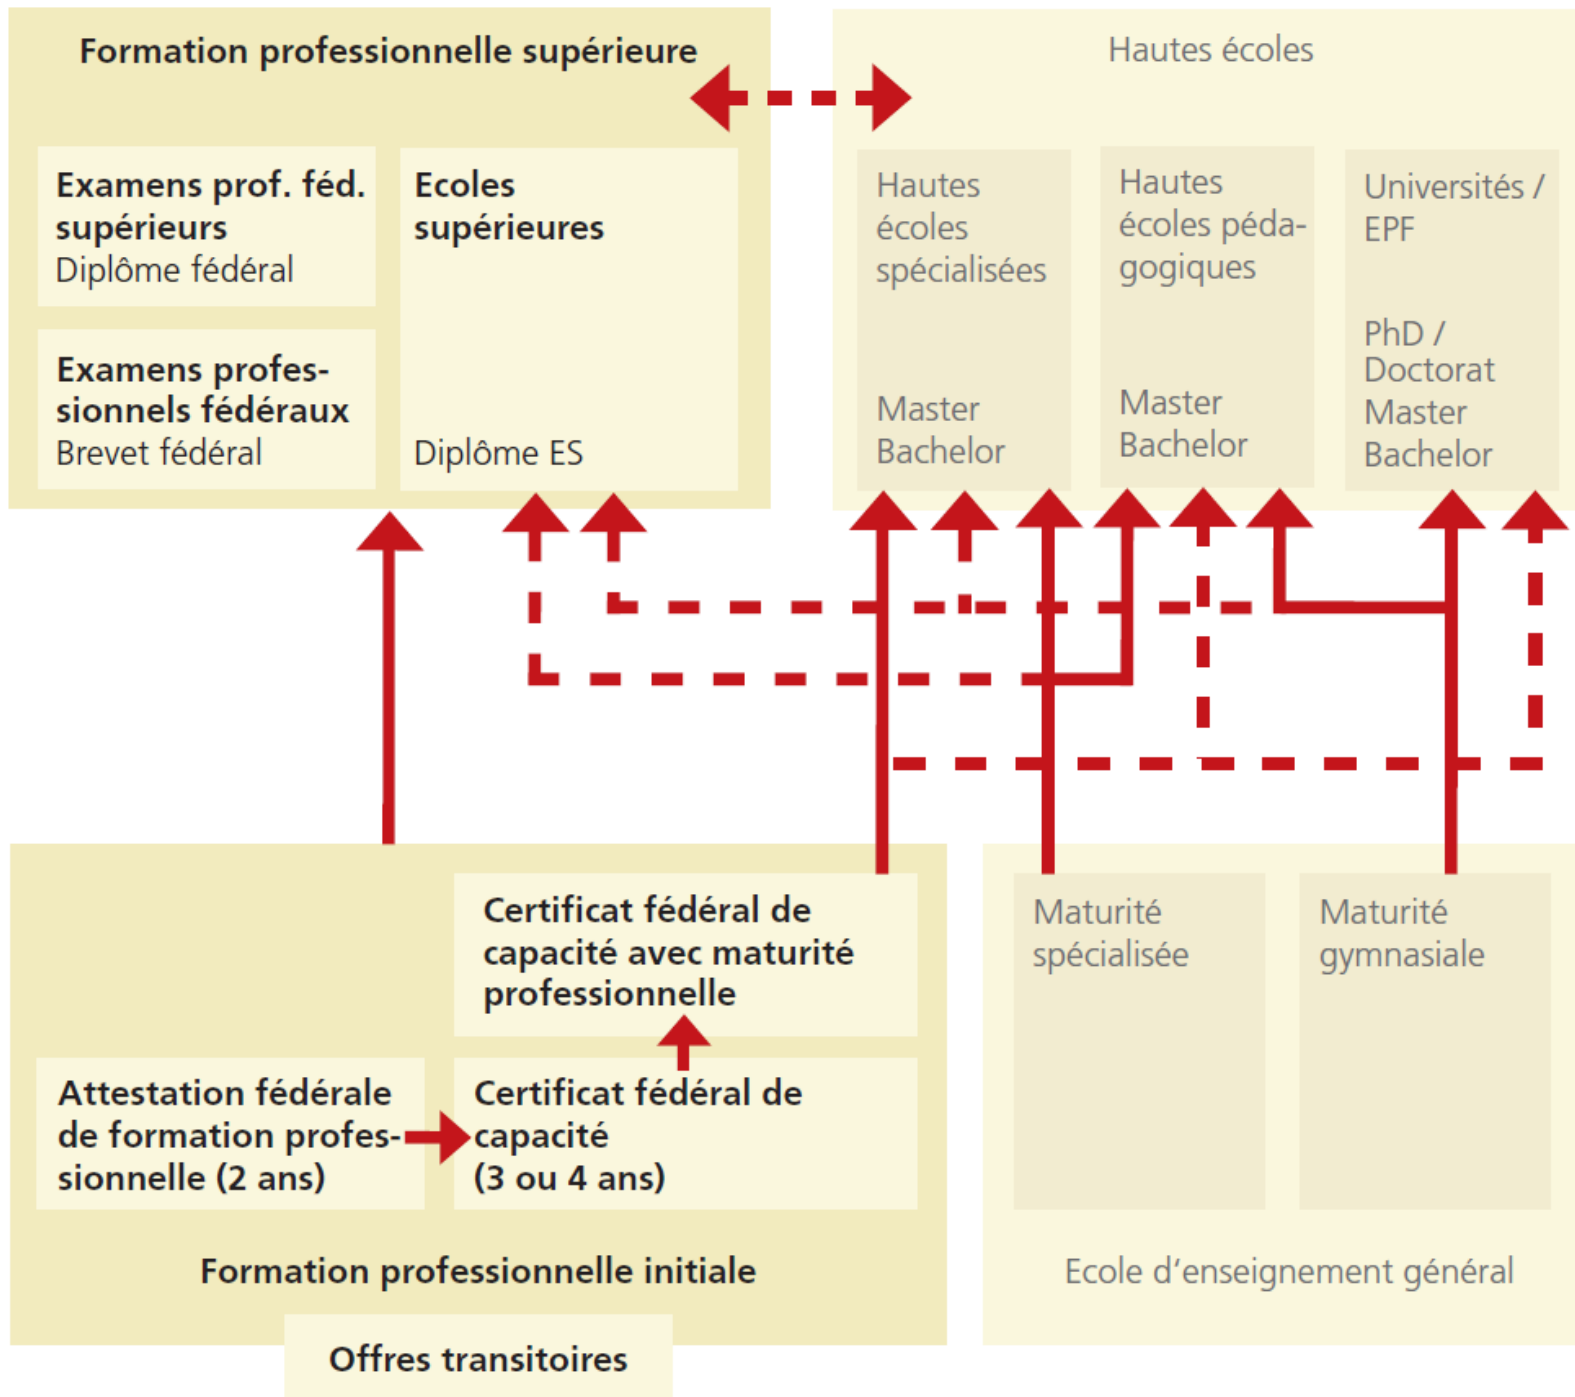 Formation professionnelle supérieure
Examens prof. féd.
supérieurs
Diplôme fédéral
Examens profes-
sionnels fédéraux
Brevet fédéral
Ecoles
supérieures
Diplôme ES
Hautes écoles
Hautes
écoles
spécialisées
Master
Bachelor
Hautes
écoles péda-
gogiques
Master
Bachelor
Universités /
EPF
PhD /
Doctorat
Master
Bachelor
Certificat fédéral de
capacité avec maturité
professionnelle
Attestation fédérale
de formation profes-
sionnelle (2 ans)
Certificat fédéral de
capacité
(3 ou 4 ans)
Formation professionnelle initiale
Offres transitoires
Maturité
spécialisée
Maturité
gymnasiale
Ecole d’enseignement général